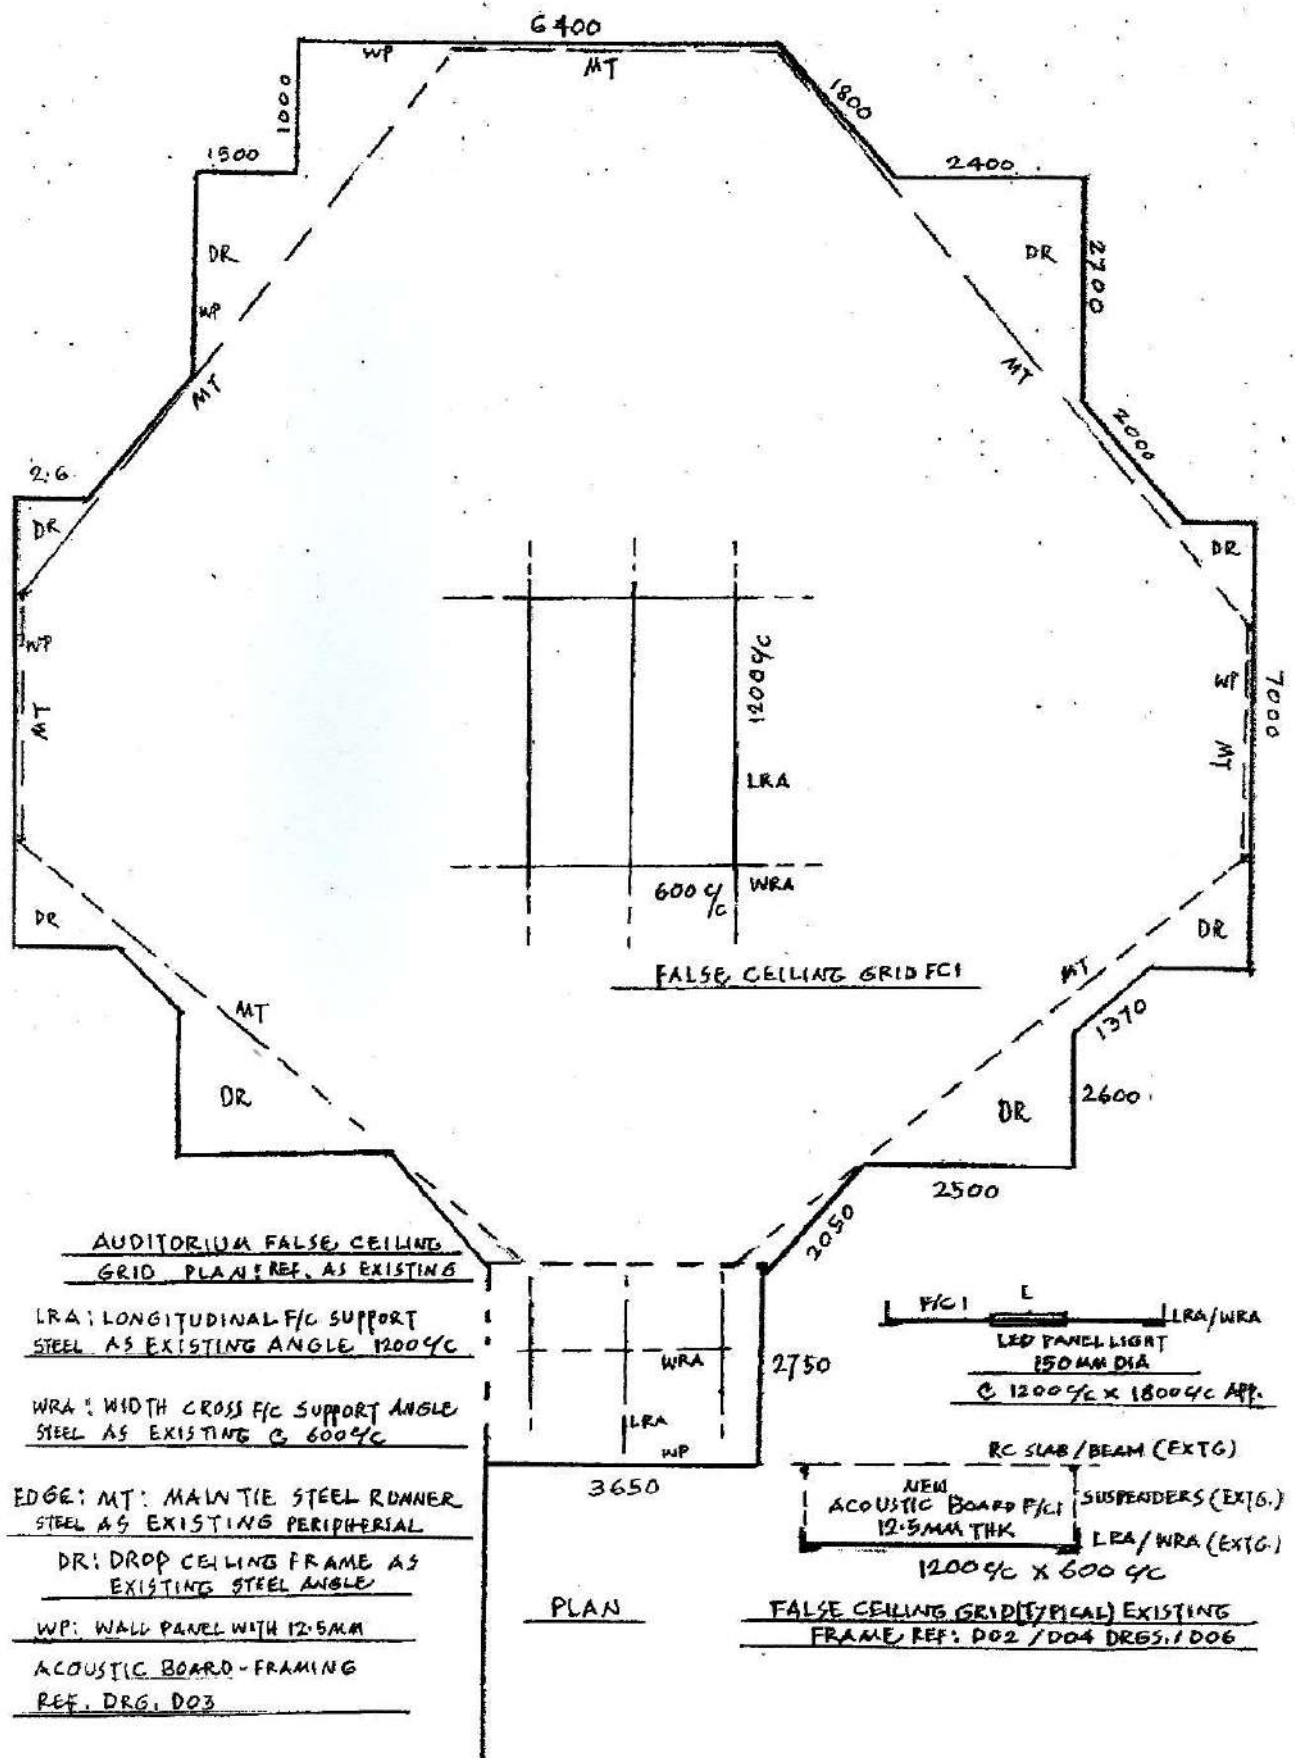 6400
WP
MT
1000
1800
1500
2400
DR
DR
2700
WP
MT
MT
2000
2.6
DR
DR
WP
MT
1200 C/C
WP
7000
MT
LRA
600 C/C
WRA
DR
DR
FALSE CEILING GRID FC1
MT
MT
1370
DR
DR
2600
2500
2050
AUDITORIUM FALSE CEILING
GRID PLAN: REF. AS EXISTING
LRA: LONGITUDINAL F/C SUPPORT
STEEL AS EXISTING ANGLE 1200 C/C
WRA: WIDTH CROSS F/C SUPPORT ANGLE
STEEL AS EXISTING @ 600 C/C
EDGE: MT: MAIN TIE STEEL RUNNER
STEEL AS EXISTING PERIPHERIAL
DR: DROP CEILING FRAME AS
EXISTING STEEL ANGLE
WP: WALL PANEL WITH 12.5MM
ACOUSTIC BOARD-FRAMING
REF. DRG. D03
WRA
2750
LRA
WP
3650
PLAN
F/C1
L
LRA/WRA
LED PANEL LIGHT
150MM DIA
@ 1200 C/C X 1800 C/C APP.
RC SLAB/BEAM (EXTG)
NEW
ACOUSTIC BOARD F/C1
12.5MM THK
SUSPENDERS (EXTG.)
LRA/WRA (EXTG.)
1200 C/C X 600 C/C
FALSE CEILING GRID (TYPICAL) EXISTING
FRAME REF: D02 / D04 DRGS. / D06